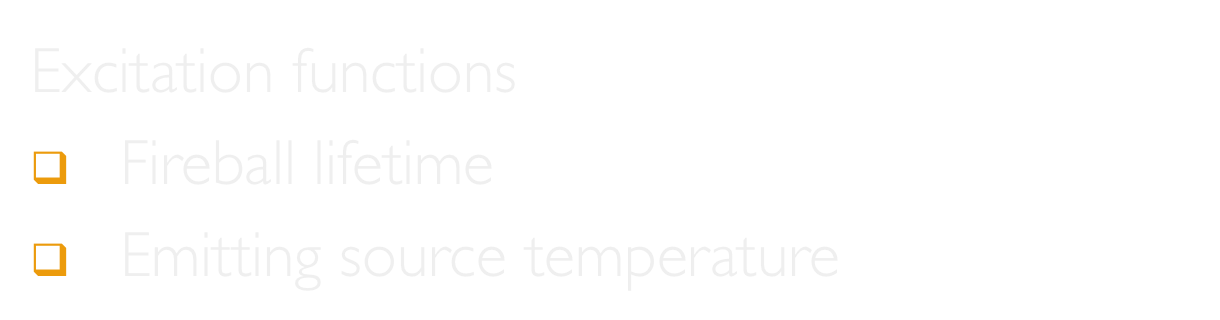 Excitation functions
❑ Fireball lifetime
❑ Emitting source temperature